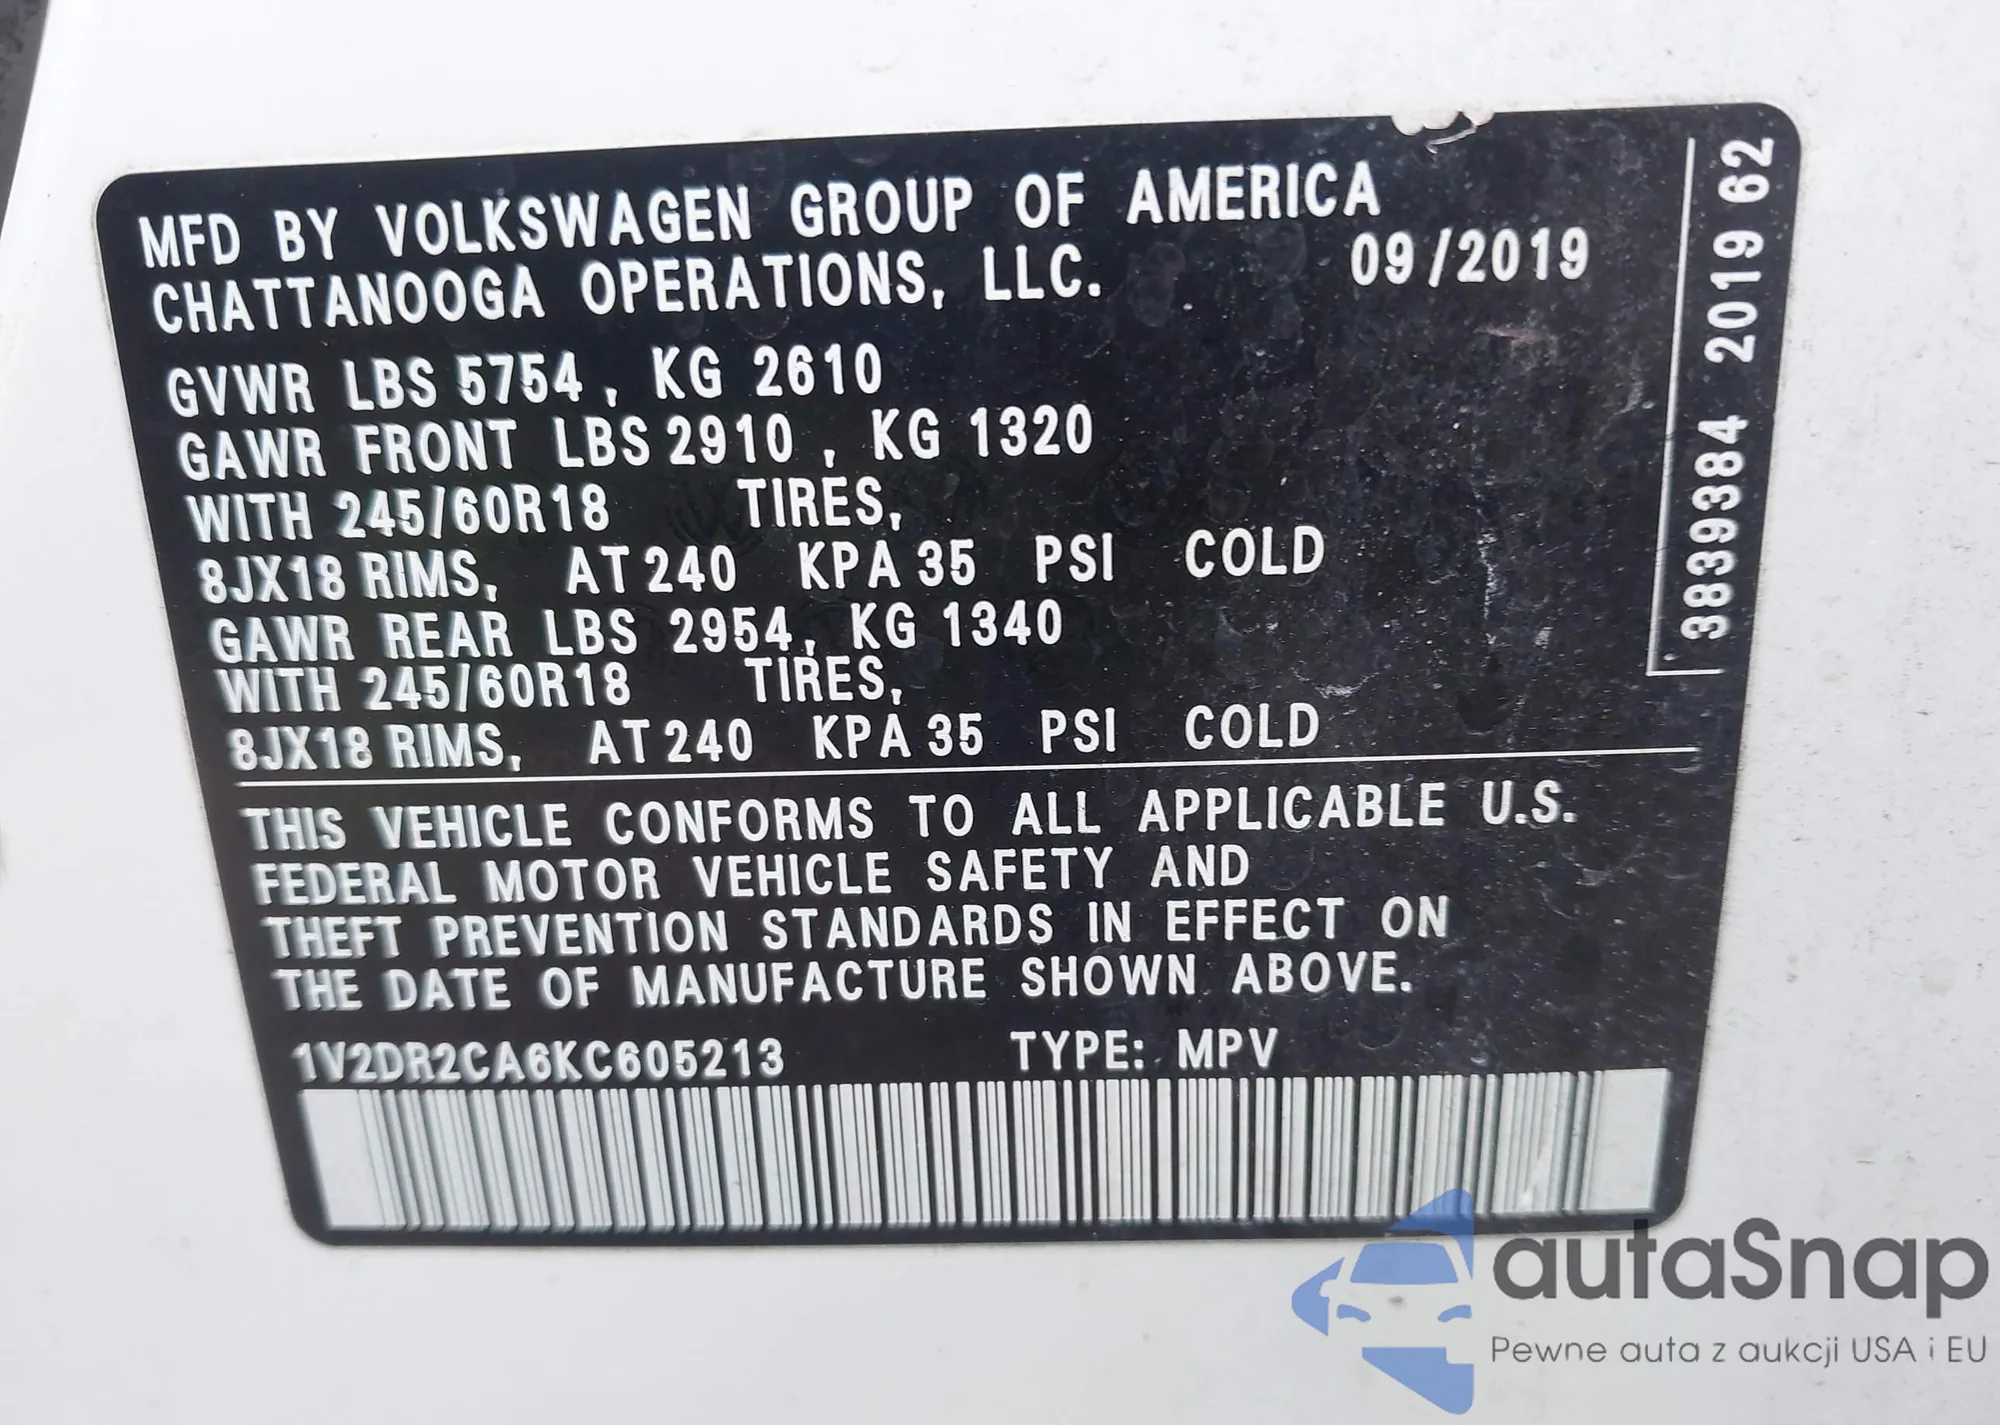 MFD BY VOLKSWAGEN GROUP OF AMERICA
CHATTANOOGA OPERATIONS, LLC. 09/2019
GVWR LBS 5754, KG 2610
GAWR FRONT LBS 2910, KG 1320
WITH 245/60R18 TIRES,
8JX18 RIMS, AT 240 KPA 35 PSI COLD
GAWR REAR LBS 2954, KG 1340
WITH 245/60R18 TIRES,
8JX18 RIMS, AT 240 KPA 35 PSI COLD
THIS VEHICLE CONFORMS TO ALL APPLICABLE U.S.
FEDERAL MOTOR VEHICLE SAFETY AND
THEFT PREVENTION STANDARDS IN EFFECT ON
THE DATE OF MANUFACTURE SHOWN ABOVE.
1V2DR2CA6KC605213 TYPE: MPV
3839384 2019 62
autaSnap
Pewne auta z aukcji USA i EU